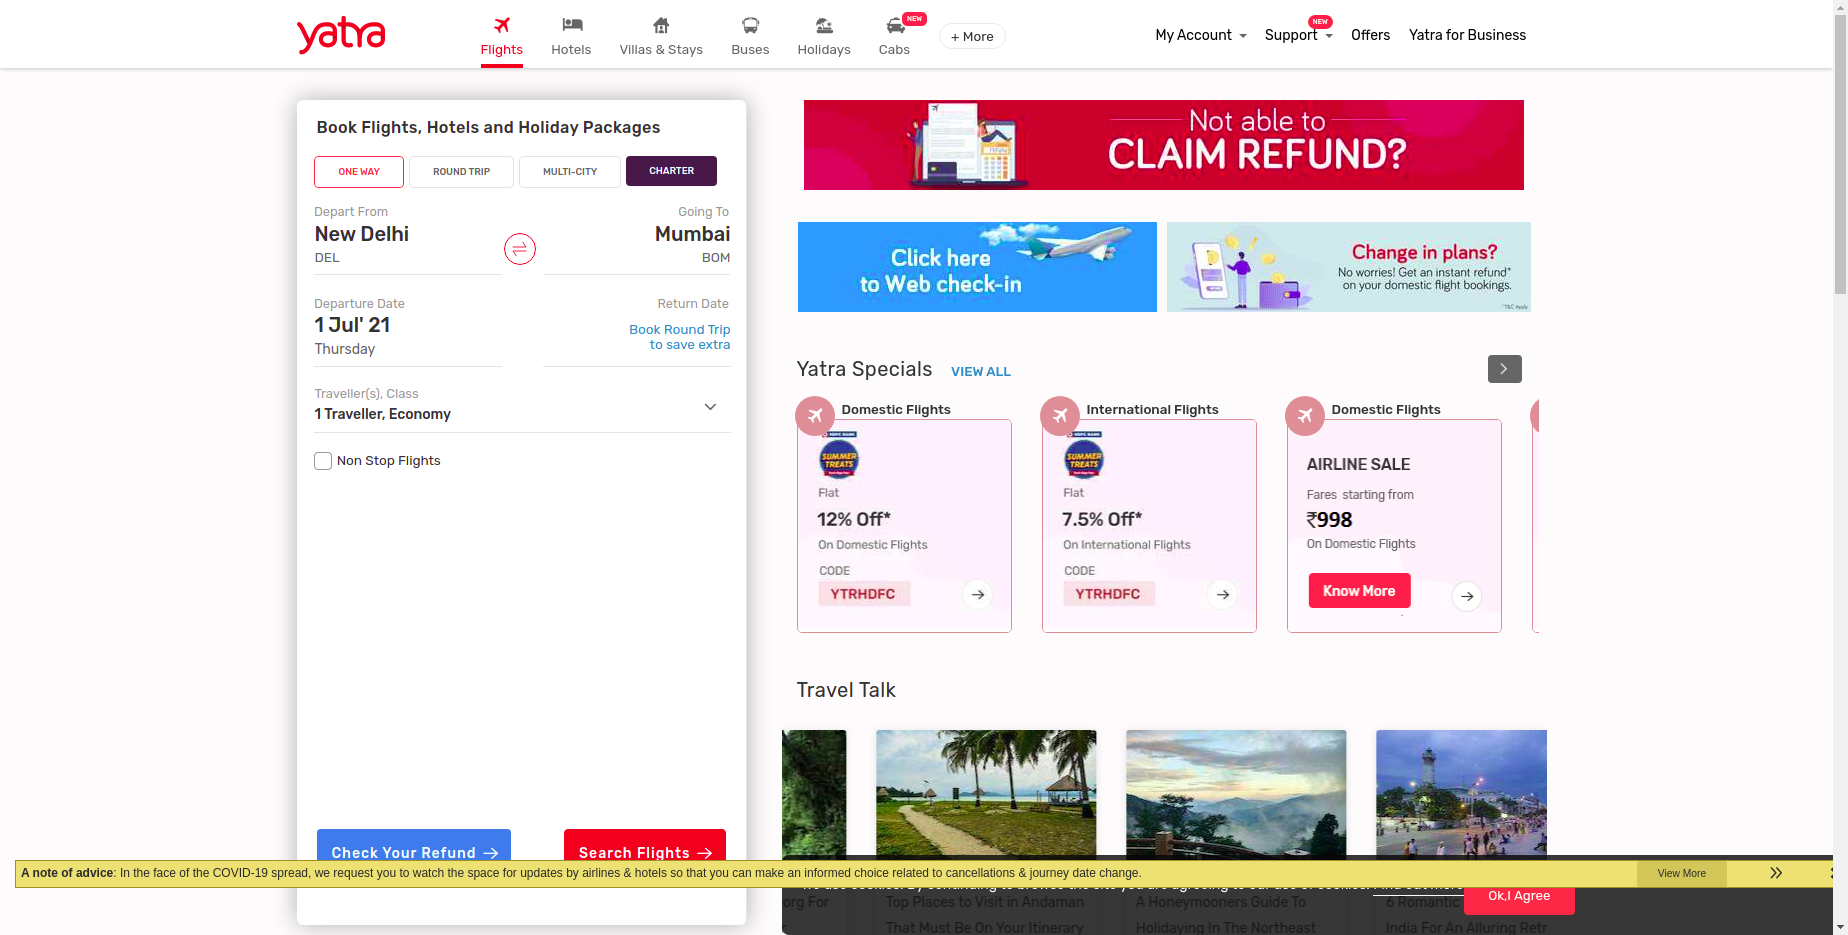 yatra
Flights
Hotels
Villas & Stays
Buses
Holidays
NEW
Cabs
+ More
My Account
NEW
Support
Offers
Yatra for Business
Book Flights, Hotels and Holiday Packages
ONE WAY
ROUND TRIP
MULTI-CITY
CHARTER
Depart From
Going To
New Delhi
Mumbai
DEL
BOM
Departure Date
Return Date
1 Jul' 21
Thursday
Book Round Trip
to save extra
Traveller(s), Class
1 Traveller, Economy
Non Stop Flights
Check Your Refund
Search Flights
Not able to
CLAIM REFUND?
Click here
to Web check-in
Change in plans?
No worries! Get an instant refund*
on your domestic flight bookings.
*T&C Apply
Yatra Specials
VIEW ALL
Domestic Flights
HDFC BANK
SUMMER
TREATS
Flat
12% Off*
On Domestic Flights
CODE
YTRHDFC
International Flights
HDFC BANK
SUMMER
TREATS
Flat
7.5% Off*
On International Flights
CODE
YTRHDFC
Domestic Flights
AIRLINE SALE
Fares starting from
₹998
On Domestic Flights
Know More
Travel Talk
A note of advice: In the face of the COVID-19 spread, we request you to watch the space for updates by airlines & hotels so that you can make an informed choice related to cancellations & journey date change.
View More
Ok,I Agree
org For
Top Places to Visit in Andaman
That Must Be On Your Itinerary
A Honeymooners Guide To
Holidaying In The Northeast
6 Romantic
India For An Alluring Retr